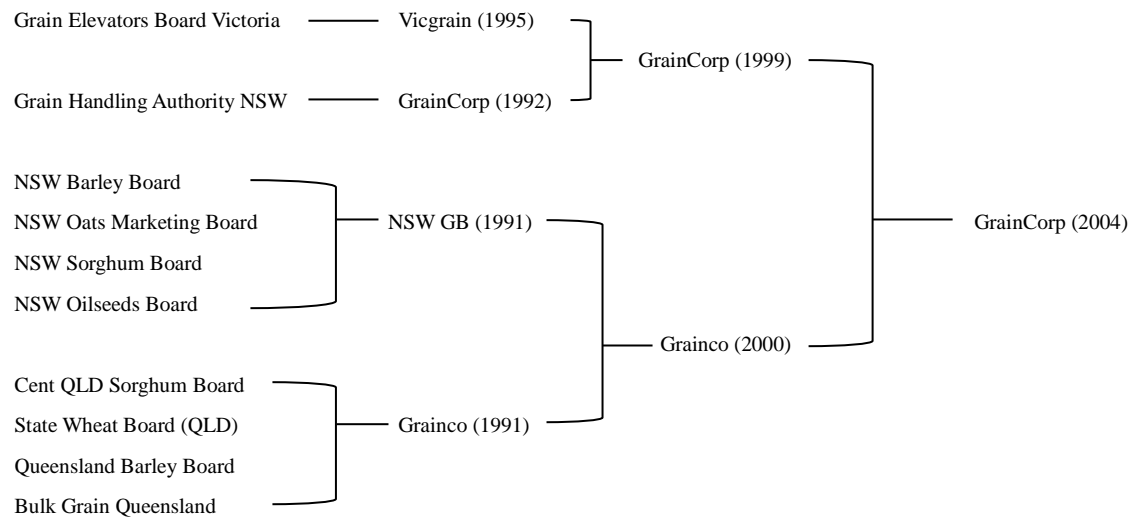 Grain Elevators Board Victoria
Vicgrain (1995)
GrainCorp (1999)
Grain Handling Authority NSW
GrainCorp (1992)
NSW Barley Board
NSW Oats Marketing Board
NSW GB (1991)
GrainCorp (2004)
NSW Sorghum Board
NSW Oilseeds Board
Grainco (2000)
Cent QLD Sorghum Board
State Wheat Board (QLD)
Grainco (1991)
Queensland Barley Board
Bulk Grain Queensland